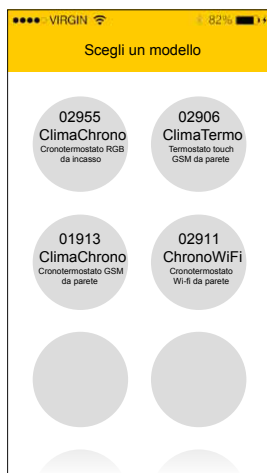 VIRGIN 82%
Scegli un modello
02955
ClimaChrono
Cronotermostato RGB
da incasso
02906
ClimaTermo
Termostato touch
GSM da parete
01913
ClimaChrono
Cronotermostato GSM
da parete
02911
ChronoWiFi
Cronotermostato
Wi-fi da parete